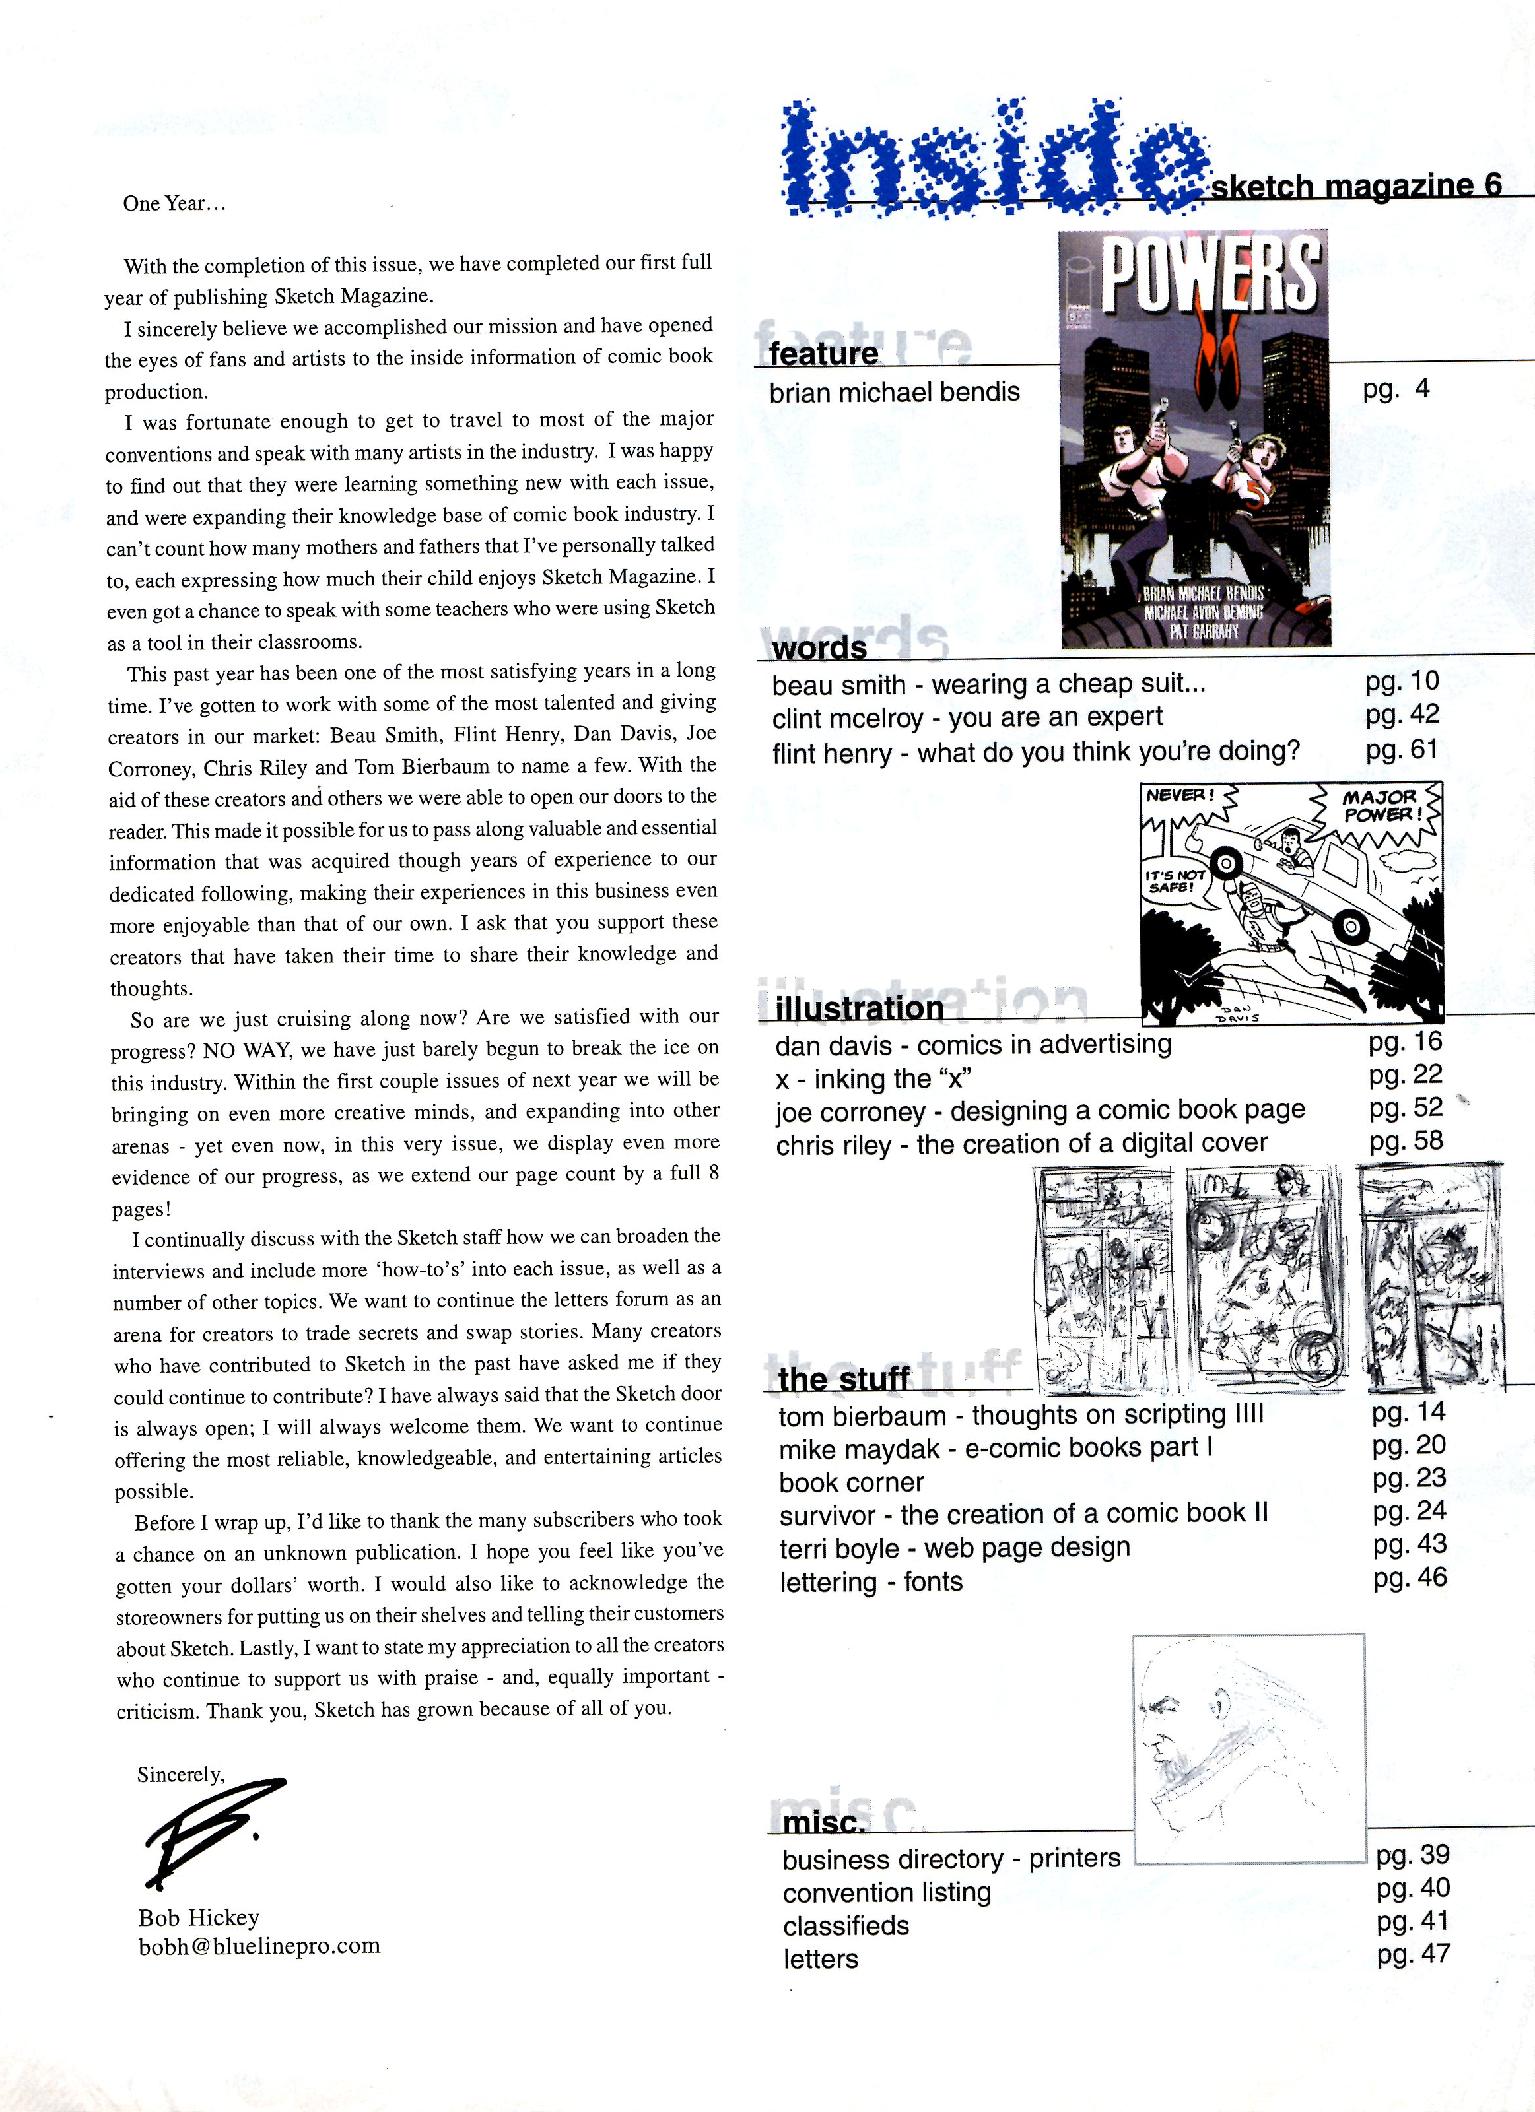 One Year…
With the completion of this issue, we have completed our first full
year of publishing Sketch Magazine.
I sincerely believe we accomplished our mission and have opened
the eyes of fans and artists to the inside information of comic book
production.
I was fortunate enough to get to travel to most of the major
conventions and speak with many artists in the industry. I was happy
to find out that they were learning something new with each issue,
and were expanding their knowledge base of comic book industry. I
can't count how many mothers and fathers that I've personally talked
to, each expressing how much their child enjoys Sketch Magazine. I
even got a chance to speak with some teachers who were using Sketch
as a tool in their classrooms.
This past year has been one of the most satisfying years in a long
time. I've gotten to work with some of the most talented and giving
creators in our market: Beau Smith, Flint Henry, Dan Davis, Joe
Corroney, Chris Riley and Tom Bierbaum to name a few. With the
aid of these creators and others we were able to open our doors to the
reader. This made it possible for us to pass along valuable and essential
information that was acquired though years of experience to our
dedicated following, making their experiences in this business even
more enjoyable than that of our own. I ask that you support these
creators that have taken their time to share their knowledge and
thoughts.
So are we just cruising along now? Are we satisfied with our
progress? NO WAY, we have just barely begun to break the ice on
this industry. Within the first couple issues of next year we will be
bringing on even more creative minds, and expanding into other
arenas - yet even now, in this very issue, we display even more
evidence of our progress, as we extend our page count by a full 8
pages!
I continually discuss with the Sketch staff how we can broaden the
interviews and include more 'how-to's' into each issue, as well as a
number of other topics. We want to continue the letters forum as an
arena for creators to trade secrets and swap stories. Many creators
who have contributed to Sketch in the past have asked me if they
could continue to contribute? I have always said that the Sketch door
is always open; I will always welcome them. We want to continue
offering the most reliable, knowledgeable, and entertaining articles
possible.
Before I wrap up, I'd like to thank the many subscribers who took
a chance on an unknown publication. I hope you feel like you've
gotten your dollars' worth. I would also like to acknowledge the
storeowners for putting us on their shelves and telling their customers
about Sketch. Lastly, I want to state my appreciation to all the creators
who continue to support us with praise - and, equally important -
criticism. Thank you, Sketch has grown because of all of you.
Sincerely,
B.
Bob Hickey
bobh@bluelinepro.com
Inside sketch magazine 6
POWERS
BRIAN MICHAEL BENDIS
MICHAEL AVON OEMING
PAT GARRAHY
feature
feature
brian michael bendis pg. 4
words
words
beau smith - wearing a cheap suit... pg. 10
clint mcelroy - you are an expert pg. 42
flint henry - what do you think you're doing? pg. 61
NEVER!
MAJOR
POWER!
IT'S NOT
SAFE!
DAN
DAVIS
illustration
illustration
dan davis - comics in advertising pg. 16
x - inking the “x” pg. 22
joe corroney - designing a comic book page pg. 52
chris riley - the creation of a digital cover pg. 58
the stuff
the stuff
tom bierbaum - thoughts on scripting IIII pg. 14
mike maydak - e-comic books part I pg. 20
book corner pg. 23
survivor - the creation of a comic book II pg. 24
terri boyle - web page design pg. 43
lettering - fonts pg. 46
misc.
misc.
business directory - printers pg. 39
convention listing pg. 40
classifieds pg. 41
letters pg. 47